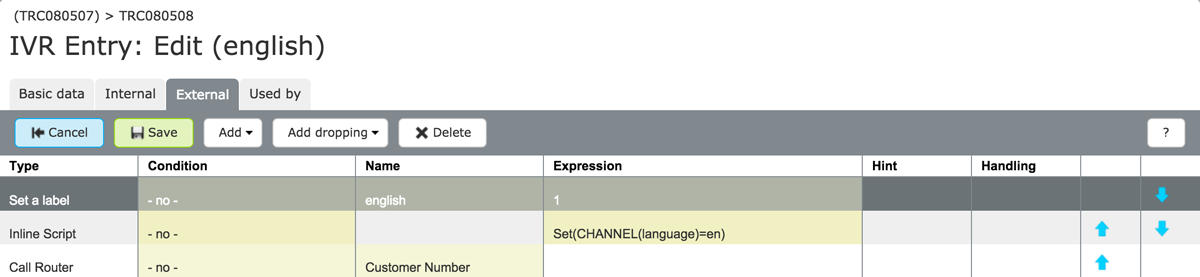 (TRC080507) > TRC080508
IVR Entry: Edit (english)
Basic data Internal External Used by
Cancel Save Add Add dropping Delete ?
Type Condition Name Expression Hint Handling
Set a label - no - english 1
Inline Script - no - Set(CHANNEL(language)=en)
Call Router - no - Customer Number